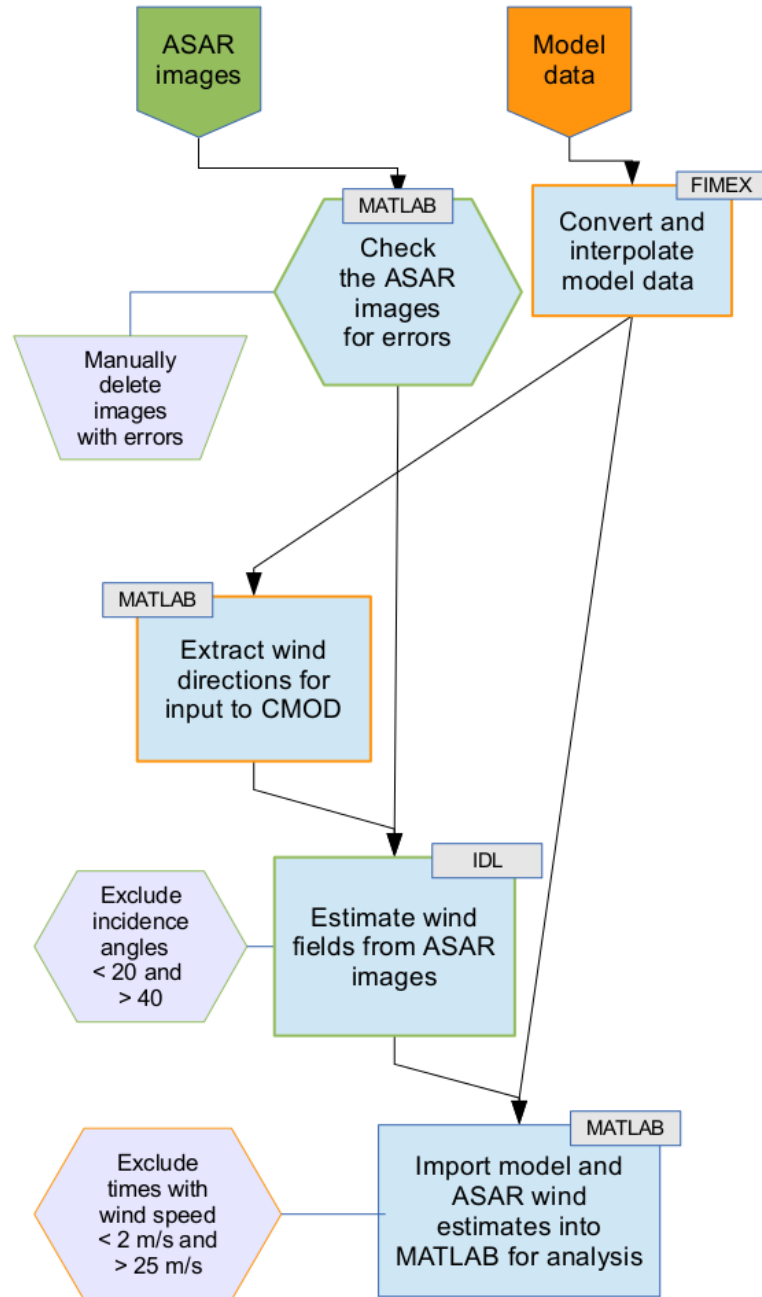 ASAR
images
Model
data
MATLAB
Check
the ASAR
images
for errors
FIMEX
Convert and
interpolate
model data
Manually
delete
images
with errors
MATLAB
Extract wind
directions for
input to CMOD
IDL
Estimate wind
fields from ASAR
images
Exclude
incidence
angles
< 20 and
> 40
MATLAB
Import model and
ASAR wind
estimates into
MATLAB for analysis
Exclude
times with
wind speed
< 2 m/s and
> 25 m/s